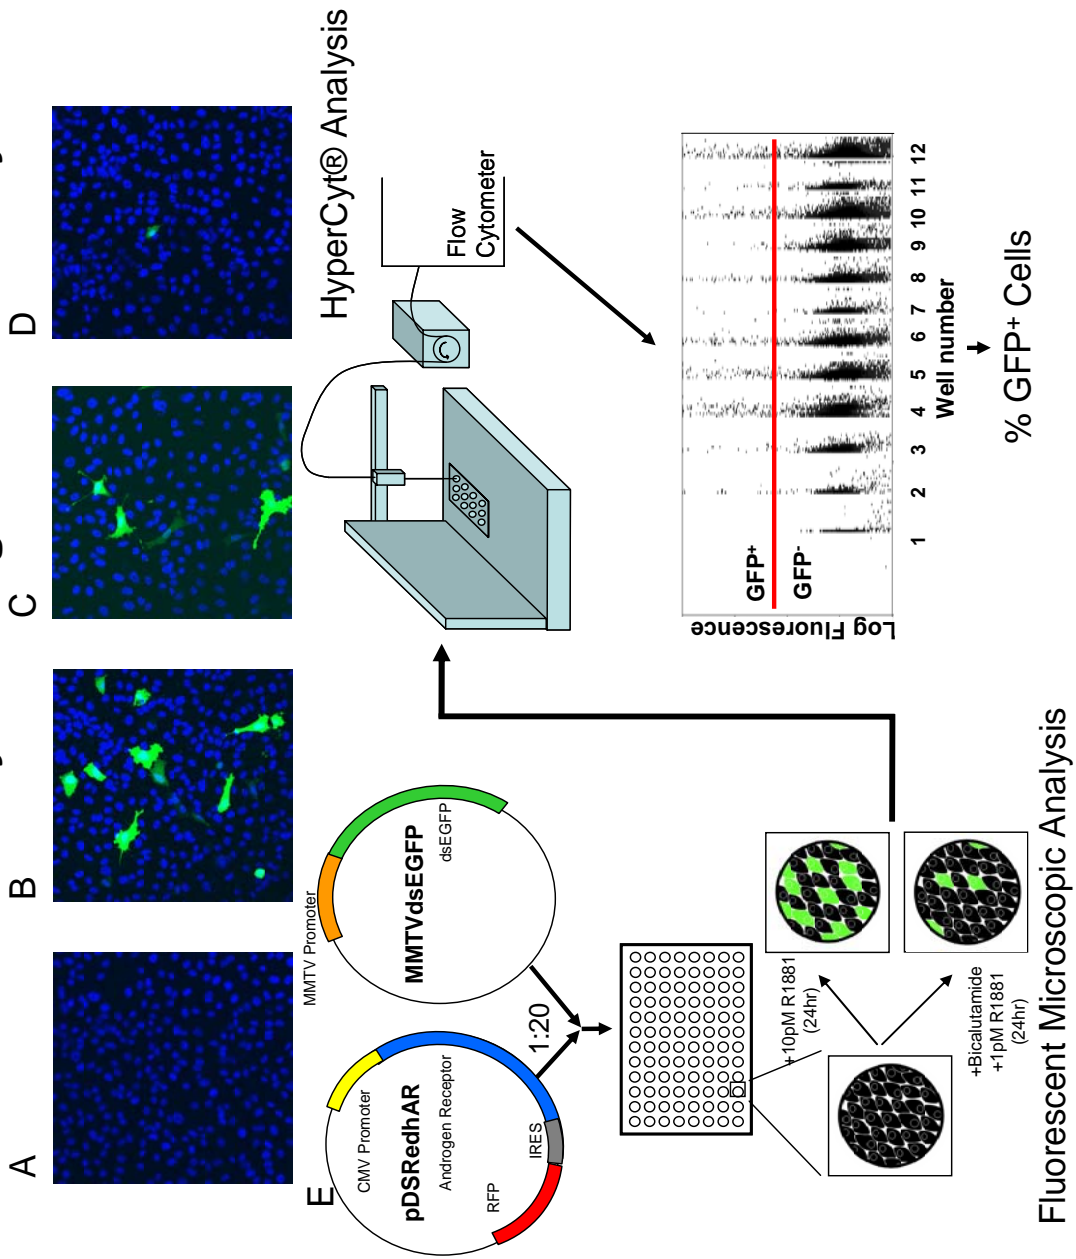 A
B
C
D
E
HyperCyt® Analysis
CMV Promoter
pDSRedhAR
Androgen Receptor
IRES
RFP
MMTV Promoter
MMTVdsEGFP
dsEGFP
1:20
+10pM R1881
(24hr)
+Bicalutamide
+1pM R1881
(24hr)
Fluorescent Microscopic Analysis
Flow
Cytometer
Log Fluorescence
GFP+
GFP-
1 2 3 4 5 6 7 8 9 10 11 12
Well number
% GFP+ Cells